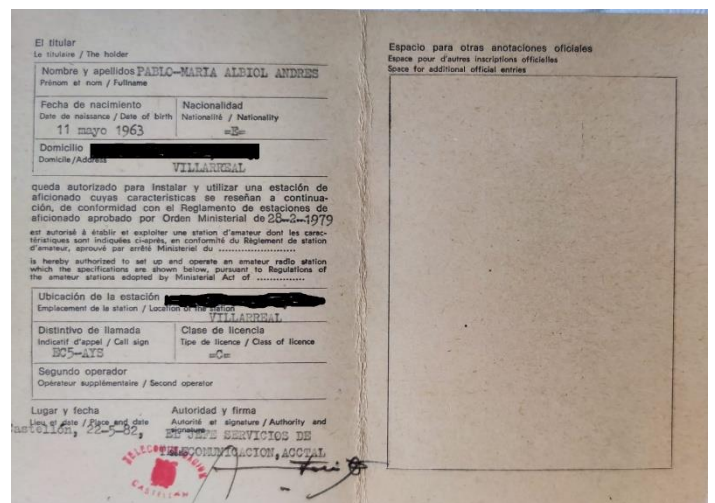 El titular
Le titulaire / The holder
Nombre y apellidos PABLO-MARIA ALBIOL ANDRES
Prénom et nom / Fullname
Fecha de nacimiento
Date de naissance / Date of birth
11 mayo 1963
Nacionalidad
Nationalité / Nationality
=E=
Domicilio
Domicile/Address
VILLARREAL
queda autorizado para instalar y utilizar una estación de
aficionado cuyas características se reseñan a continua-
ción, de conformidad con el Reglamento de estaciones de
aficionado aprobado por Orden Ministerial de 28-2-1979
est autorisé à établir et exploiter une station d'amateur dont les carac-
téristiques sont indiquées ci-après, en conformité du Règlement de station
d'amateur, aprouvé par arrêté Ministeriel du ...................
is hereby authorized to set up and operate an amateur radio station
which the specifications are shown below, pursuant to Regulations of
the amateur stations adopted by Ministerial Act of ..............
Ubicación de la estación
Emplacement de la station / Location of the station
VILLARREAL
Distintivo de llamada
Indicatif d'appel / Call sign
EC5-AYS
Clase de licencia
Tipe de licence / Class of licence
=C=
Segundo operador
Opérateur supplémentaire / Second operator
Lugar y fecha
Lieu et date / Place and date
Castellón, 22-5-82,
Autoridad y firma
Autorité et signature / Authority and
signature
EL JEFE SERVICIOS DE
TELECOMUNICACION, ACCTAL
TELECOMUNICACION
CASTELLON
Espacio para otras anotaciones oficiales
Espace pour d'autres inscriptions officielles
Space for additional official entries